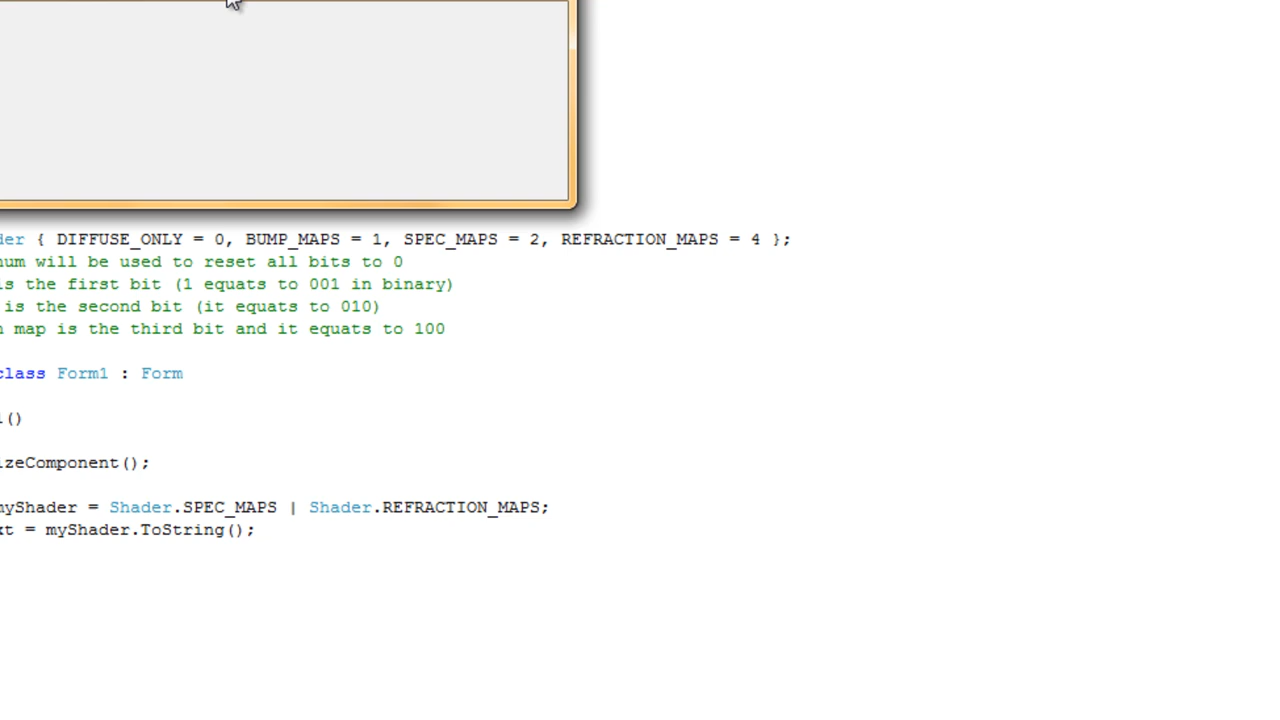 der { DIFFUSE_ONLY = 0, BUMP_MAPS = 1, SPEC_MAPS = 2, REFRACTION_MAPS = 4 };
num will be used to reset all bits to 0
is the first bit (1 equats to 001 in binary)
is the second bit (it equats to 010)
n map is the third bit and it equats to 100
class Form1 : Form
1()
izeComponent();
myShader = Shader.SPEC_MAPS | Shader.REFRACTION_MAPS;
xt = myShader.ToString();